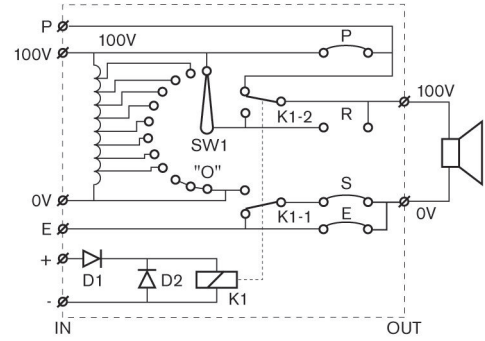 P
100V
100V
P
100V
R
K1-2
SW1
"O"
S
0V
K1-1
E
0V
E
+
D1
D2
K1
-
IN
OUT